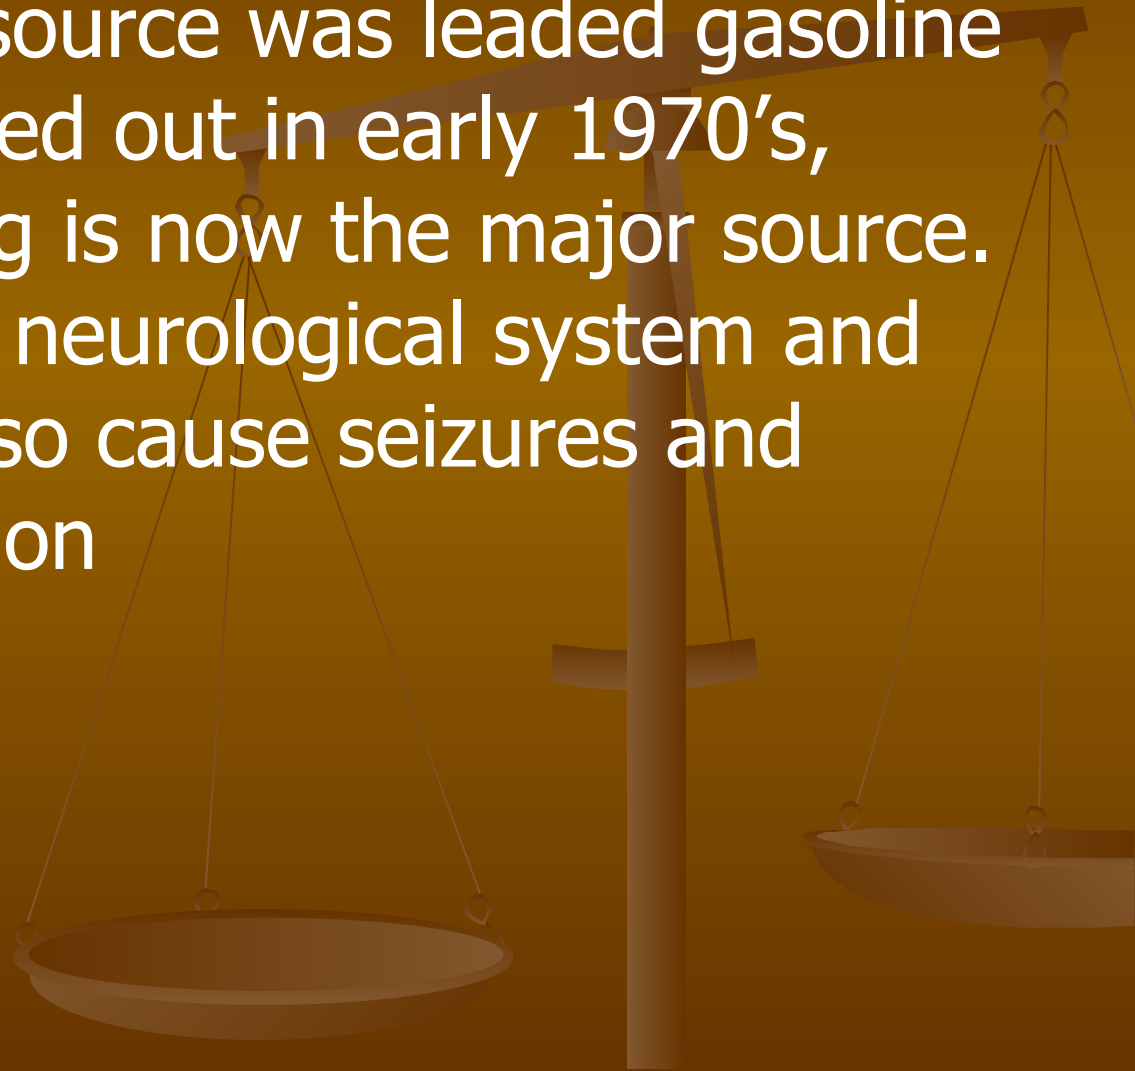 source was leaded gasoline
ed out in early 1970’s,
g is now the major source.
neurological system and
so cause seizures and
on